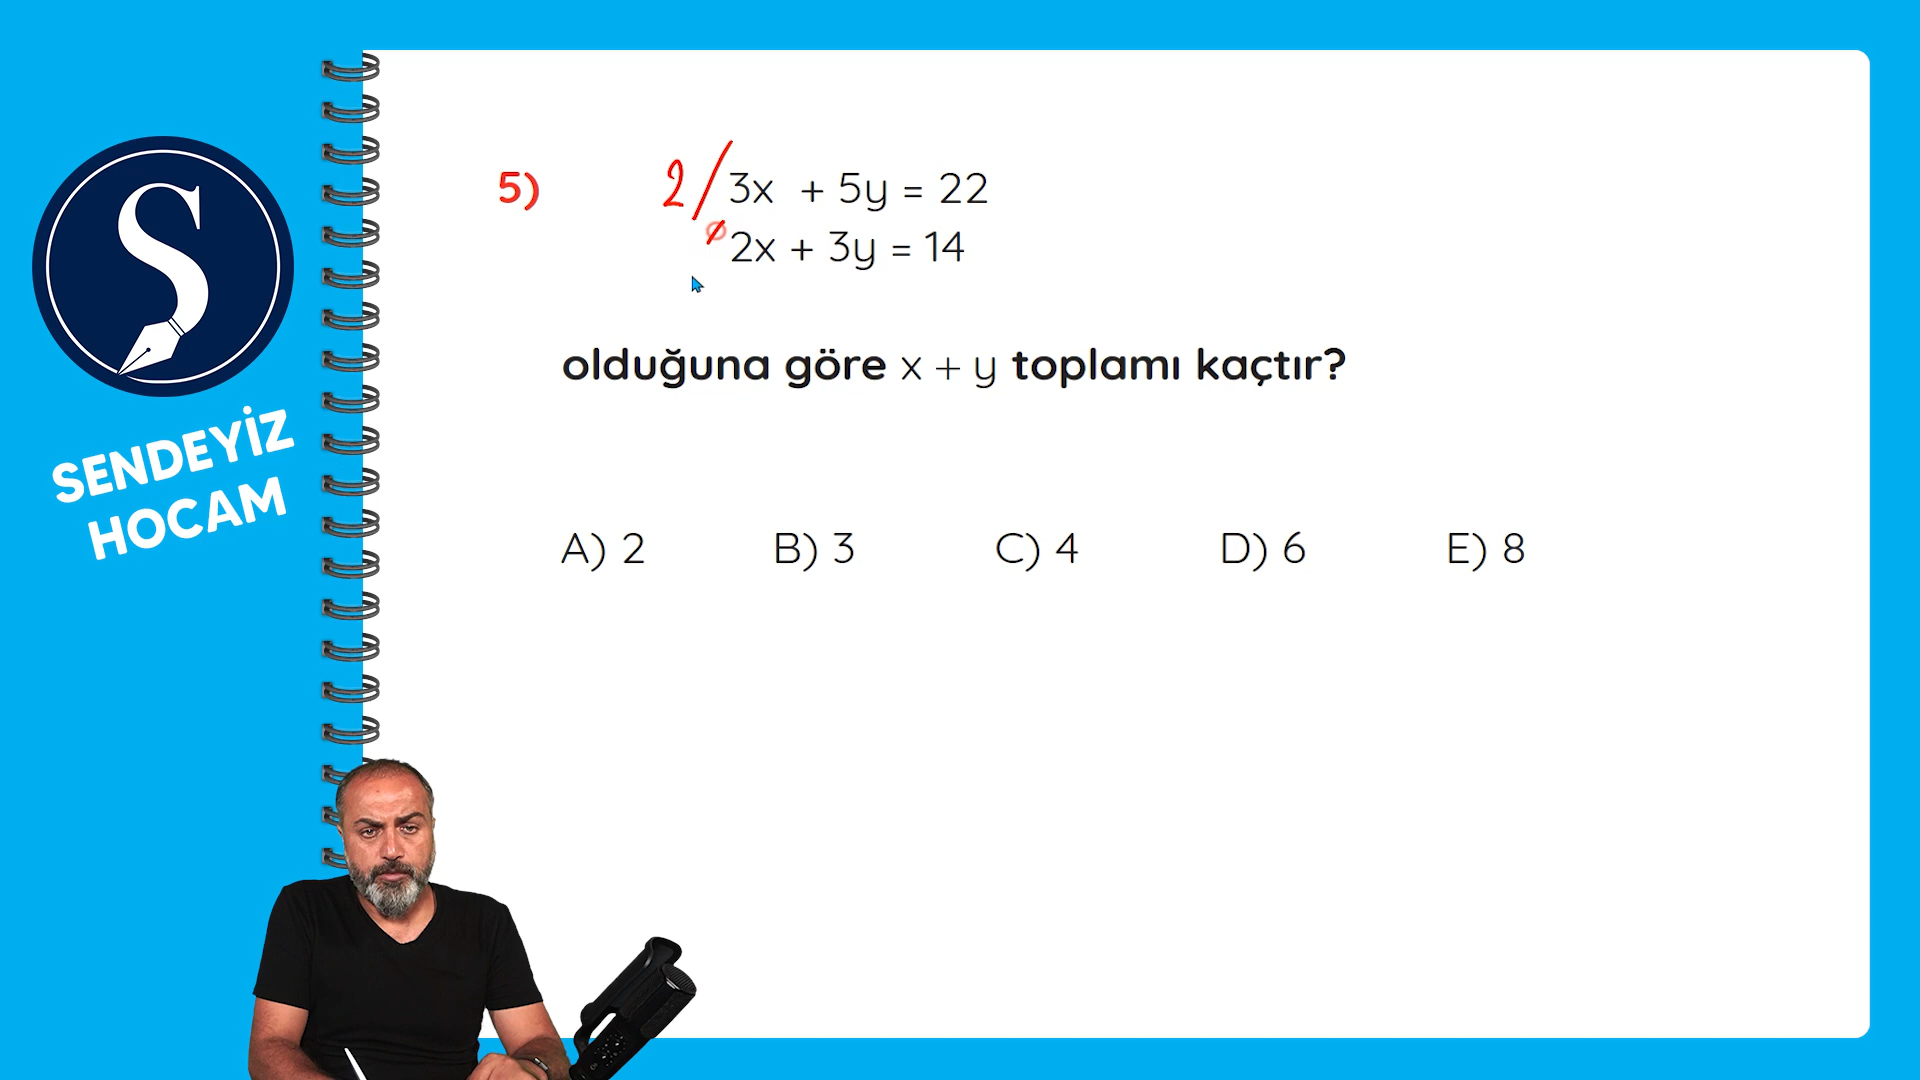 S
SENDEYİZ
HOCAM
5)
2/ 3x + 5y = 22
2x + 3y = 14
olduğuna göre x + y toplamı kaçtır?
A) 2 B) 3 C) 4 D) 6 E) 8